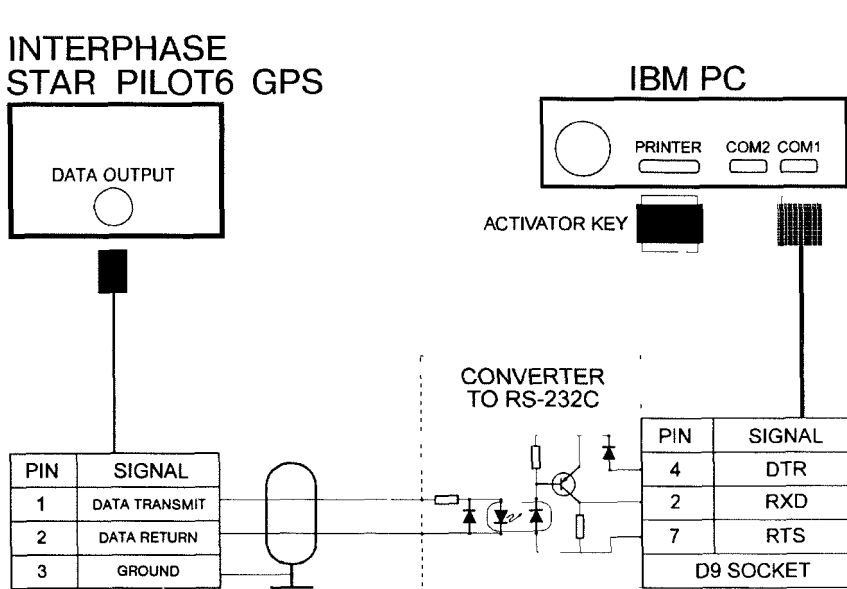 INTERPHASE
STAR PILOT6 GPS
IBM PC
DATA OUTPUT
PRINTER COM2 COM1
ACTIVATOR KEY
CONVERTER
TO RS-232C
PIN SIGNAL
1 DATA TRANSMIT
2 DATA RETURN
3 GROUND
PIN SIGNAL
4 DTR
2 RXD
7 RTS
D9 SOCKET